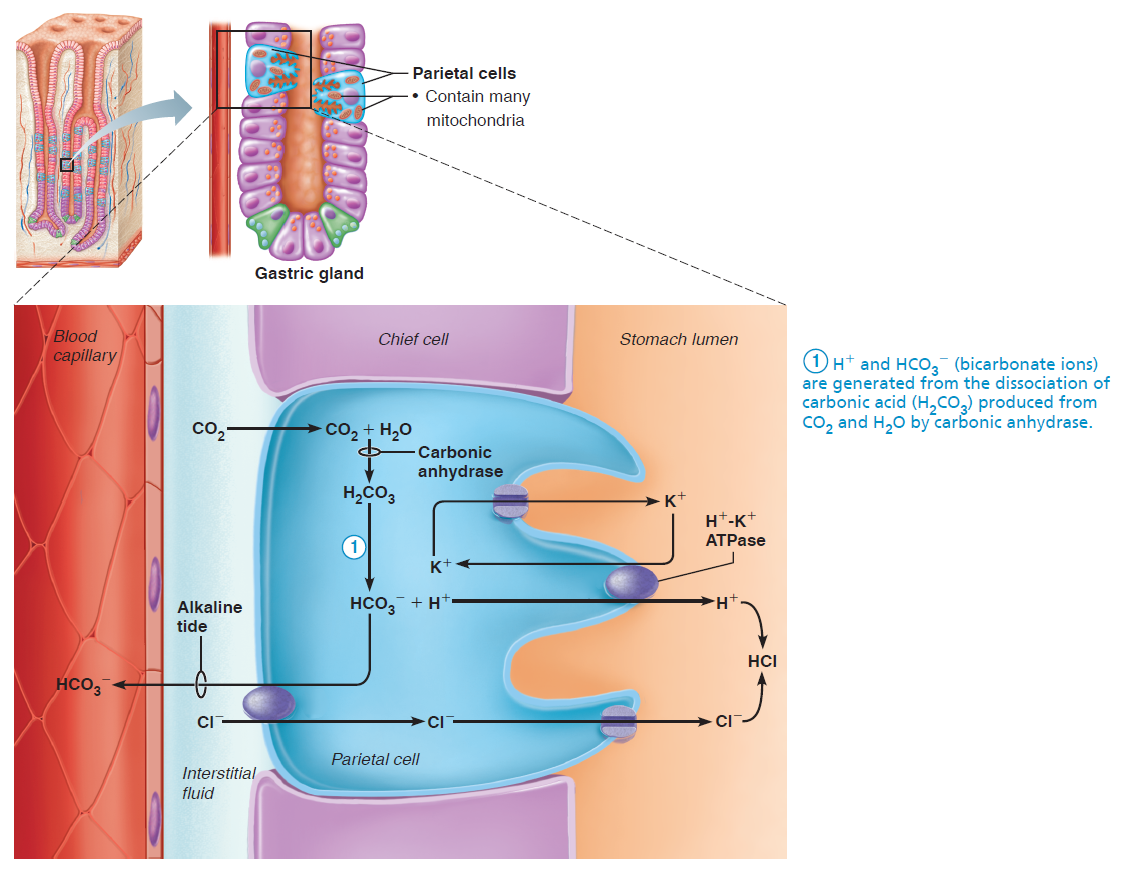 Parietal cells
• Contain many
mitochondria
Gastric gland
Blood
capillary
Chief cell
Stomach lumen
① H⁺ and HCO₃⁻ (bicarbonate ions)
are generated from the dissociation of
carbonic acid (H₂CO₃) produced from
CO₂ and H₂O by carbonic anhydrase.
CO₂
CO₂ + H₂O
Carbonic
anhydrase
H₂CO₃
K⁺
H⁺-K⁺
ATPase
①
K⁺
HCO₃⁻ + H⁺
H⁺
Alkaline
tide
HCl
HCO₃⁻
Cl⁻
Cl⁻
Cl⁻
Parietal cell
Interstitial
fluid